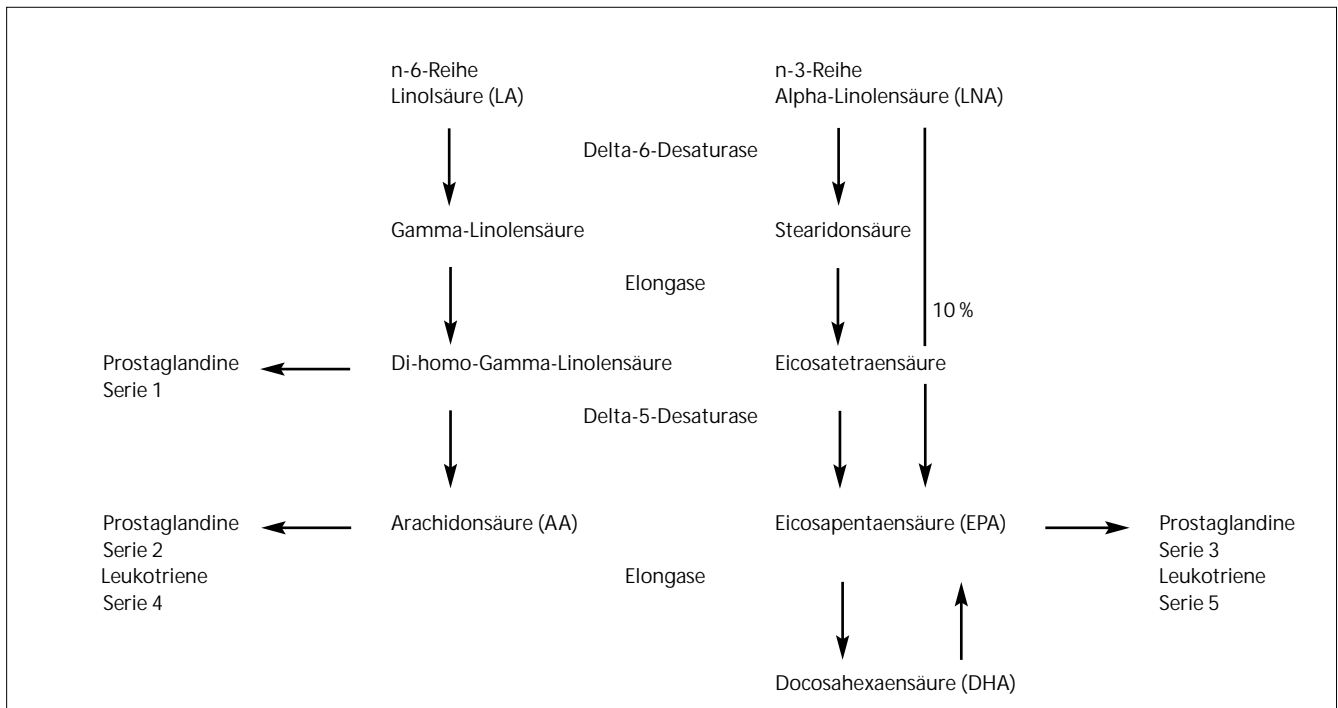 n-6-Reihe
Linolsäure (LA)
n-3-Reihe
Alpha-Linolensäure (LNA)
Delta-6-Desaturase
Gamma-Linolensäure
Stearidonsäure
Elongase
10 %
Prostaglandine
Serie 1
Di-homo-Gamma-Linolensäure
Eicosatetraensäure
Delta-5-Desaturase
Prostaglandine
Serie 2
Leukotriene
Serie 4
Arachidonsäure (AA)
Eicosapentaensäure (EPA)
Prostaglandine
Serie 3
Leukotriene
Serie 5
Elongase
Docosahexaensäure (DHA)